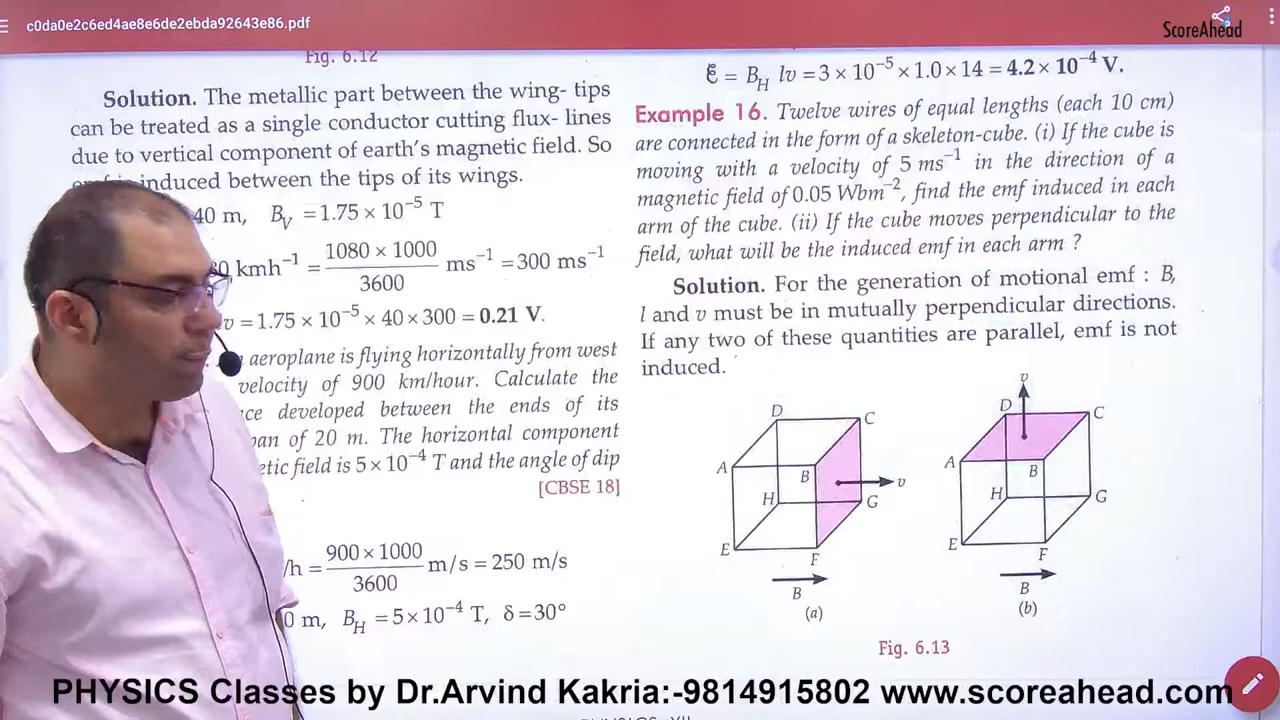 c0da0e2c6ed4ae8e6de2ebda92643e86.pdf
ScoreAhead
Fig. 6.12
Solution. The metallic part between the wing- tips
can be treated as a single conductor cutting flux- lines
due to vertical component of earth's magnetic field. So
induced between the tips of its wings.
40 m, B_V = 1.75 × 10⁻⁵ T
kmh⁻¹ = 1080 × 1000 / 3600 ms⁻¹ = 300 ms⁻¹
v = 1.75 × 10⁻⁵ × 40 × 300 = 0.21 V.
aeroplane is flying horizontally from west
velocity of 900 km/hour. Calculate the
ce developed between the ends of its
an of 20 m. The horizontal component
etic field is 5 × 10⁻⁴ T and the angle of dip
[CBSE 18]
/h = 900 × 1000 / 3600 m/s = 250 m/s
0 m, B_H = 5 × 10⁻⁴ T, δ = 30°
ℰ = B_H lv = 3 × 10⁻⁵ × 1.0 × 14 = 4.2 × 10⁻⁴ V.
Example 16. Twelve wires of equal lengths (each 10 cm)
are connected in the form of a skeleton-cube. (i) If the cube is
moving with a velocity of 5 ms⁻¹ in the direction of a
magnetic field of 0.05 Wbm⁻², find the emf induced in each
arm of the cube. (ii) If the cube moves perpendicular to the
field, what will be the induced emf in each arm ?
Solution. For the generation of motional emf : B,
l and v must be in mutually perpendicular directions.
If any two of these quantities are parallel, emf is not
induced.
D C
A B v
H G
E F
B
(a)
v
D C
A B
H G
E F
B
(b)
Fig. 6.13
PHYSICS Classes by Dr.Arvind Kakria:-9814915802 www.scoreahead.com